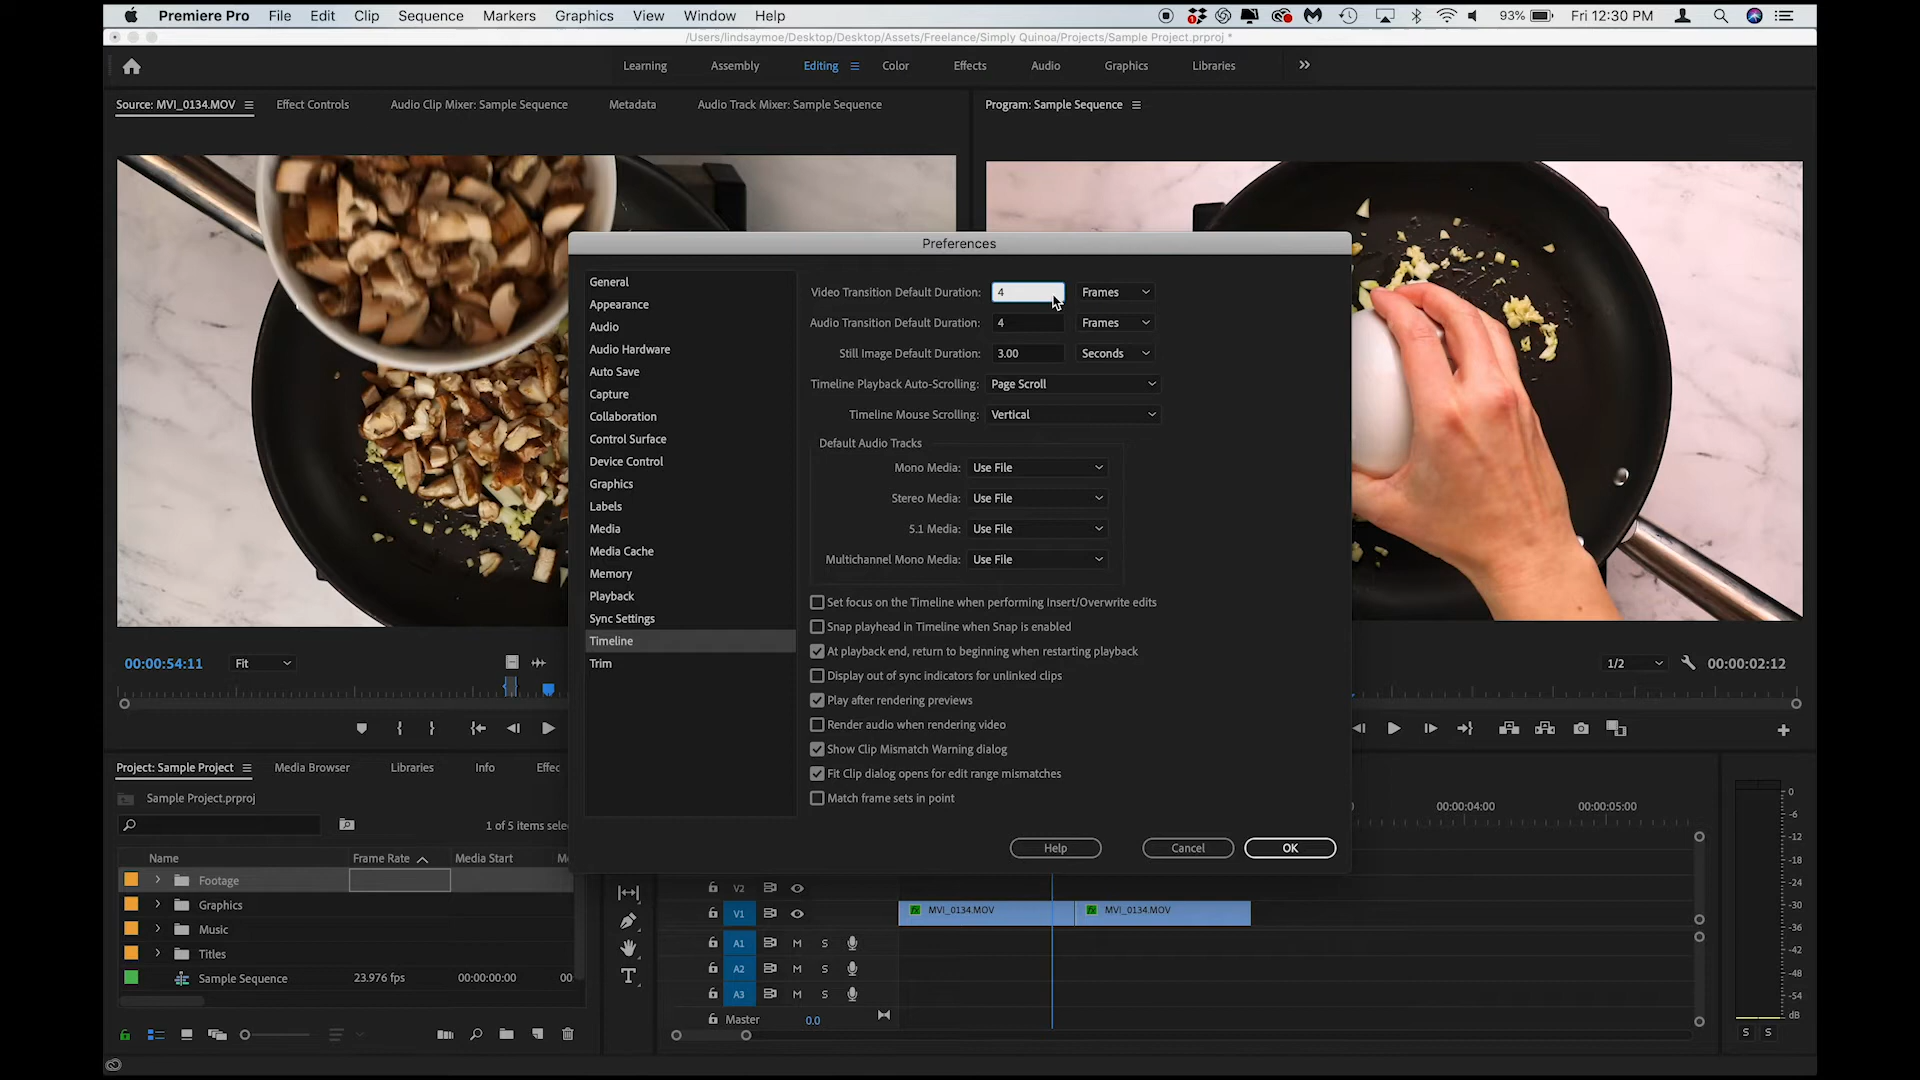 Premiere Pro File Edit Clip Sequence Markers Graphics View Window Help 93% Fri 12:30 PM
/Users/lindsaymoe/Desktop/Desktop/Assets/Freelance/Simply Quinoa/Projects/Sample Project.prproj *
Learning Assembly Editing Color Effects Audio Graphics Libraries
Source: MVI_0134.MOV Effect Controls Audio Clip Mixer: Sample Sequence Metadata Audio Track Mixer: Sample Sequence Program: Sample Sequence
Preferences
General
Appearance
Audio
Audio Hardware
Auto Save
Capture
Collaboration
Control Surface
Device Control
Graphics
Labels
Media
Media Cache
Memory
Playback
Sync Settings
Timeline
Trim
Video Transition Default Duration: 4 Frames
Audio Transition Default Duration: 4 Frames
Still Image Default Duration: 3.00 Seconds
Timeline Playback Auto-Scrolling: Page Scroll
Timeline Mouse Scrolling: Vertical
Default Audio Tracks
Mono Media: Use File
Stereo Media: Use File
5.1 Media: Use File
Multichannel Mono Media: Use File
Set focus on the Timeline when performing Insert/Overwrite edits
Snap playhead in Timeline when Snap is enabled
At playback end, return to beginning when restarting playback
Display out of sync indicators for unlinked clips
Play after rendering previews
Render audio when rendering video
Show Clip Mismatch Warning dialog
Fit Clip dialog opens for edit range mismatches
Match frame sets in point
Help Cancel OK
00:00:54:11 Fit
1/2 00:00:02:12
Project: Sample Project Media Browser Libraries Info Effec
Sample Project.prproj
1 of 5 items sele
Name Frame Rate Media Start M
Footage
Graphics
Music
Titles
Sample Sequence 23.976 fps 00:00:00:00 00
00:00:04:00 00:00:05:00
V2
V1 MVI_0134.MOV MVI_0134.MOV
A1 M S
A2 M S
A3 M S
Master 0.0
0
-6
-12
-18
-24
-30
-36
-42
-48
-54
dB
S S